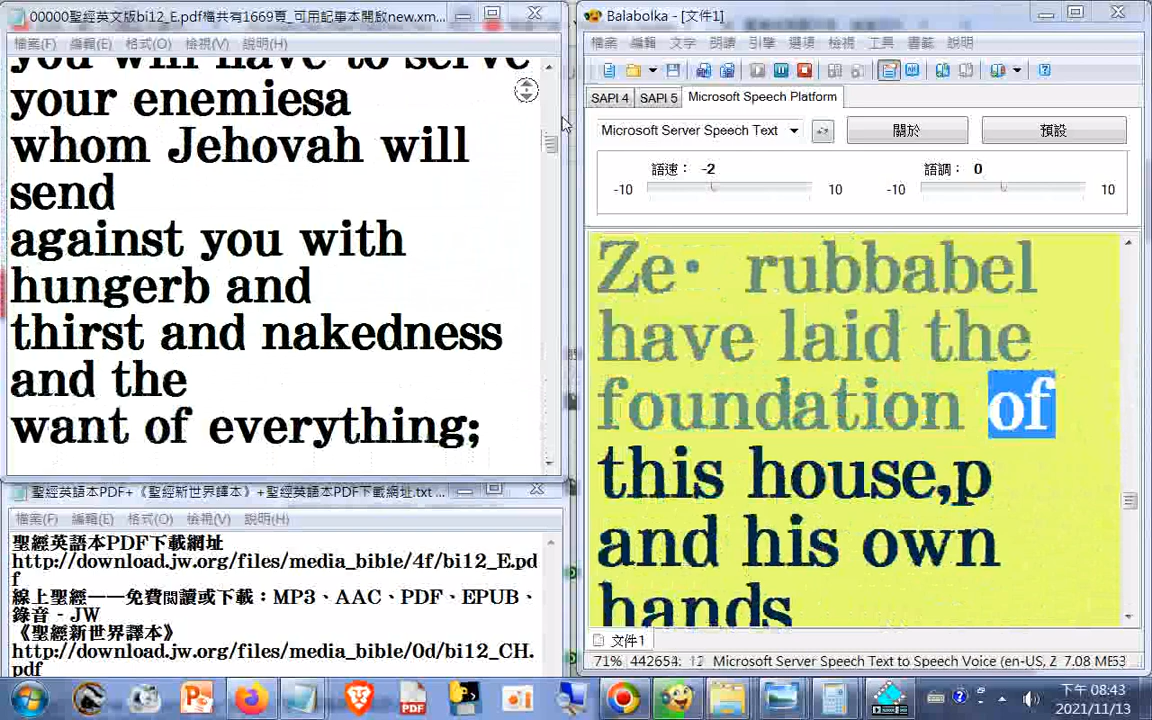 00000聖經英文版bi12_E.pdf檔共有1669頁_可用記事本開啟new.xm...
檔案(F) 編輯(E) 格式(O) 檢視(V) 說明(H)
you will have to serve
your enemiesa
whom Jehovah will
send
against you with
hungerb and
thirst and nakedness
and the
want of everything;
聖經英語本PDF+《聖經新世界譯本》+聖經英語本PDF下載網址.txt ...
檔案(F) 編輯(E) 格式(O) 檢視(V) 說明(H)
聖經英語本PDF下載網址
http://download.jw.org/files/media_bible/4f/bi12_E.pd
f
線上聖經——免費閱讀或下載：MP3、AAC、PDF、EPUB、
錄音 - JW
《聖經新世界譯本》
http://download.jw.org/files/media_bible/0d/bi12_CH.
pdf
Balabolka - [文件1]
檔案 編輯 文字 朗讀 引擎 選項 檢視 工具 書籤 說明
SAPI 4 SAPI 5 Microsoft Speech Platform
Microsoft Server Speech Text 關於 預設
語速： -2 語調： 0
-10 10 -10 10
Ze· rubbabel
have laid the
foundation of
this house,p
and his own
hands
文件1
71% 442654: 12 Microsoft Server Speech Text to Speech Voice (en-US, Z 7.08 ME53
PDF
下午 08:43
2021/11/13